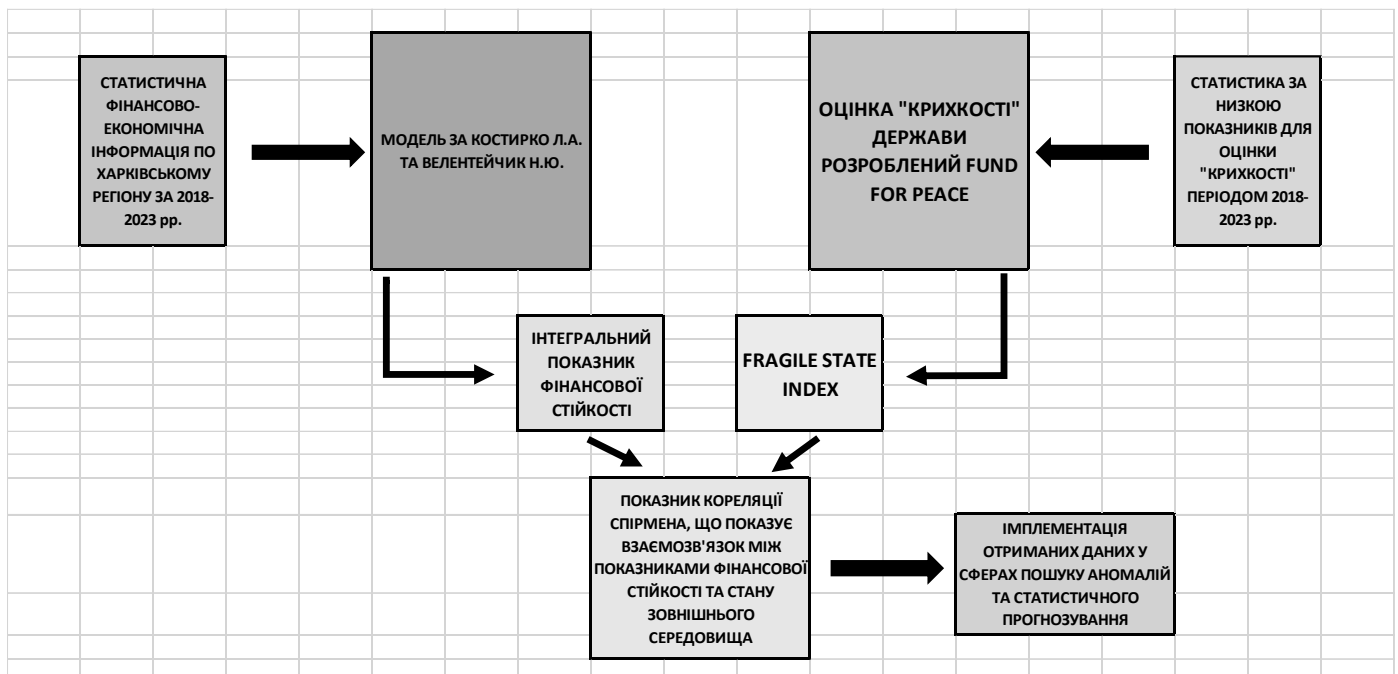 СТАТИСТИЧНА
ФІНАНСОВО-
ЕКОНОМІЧНА
ІНФОРМАЦІЯ ПО
ХАРКІВСЬКОМУ
РЕГІОНУ ЗА 2018-
2023 рр.
МОДЕЛЬ ЗА КОСТИРКО Л.А.
ТА ВЕЛЕНТЕЙЧИК Н.Ю.
ОЦІНКА "КРИХКОСТІ"
ДЕРЖАВИ
РОЗРОБЛЕНИЙ FUND
FOR PEACE
СТАТИСТИКА ЗА
НИЗКОЮ
ПОКАЗНИКІВ ДЛЯ
ОЦІНКИ
"КРИХКОСТІ"
ПЕРІОДОМ 2018-
2023 рр.
ІНТЕГРАЛЬНИЙ
ПОКАЗНИК
ФІНАНСОВОЇ
СТІЙКОСТІ
FRAGILE STATE
INDEX
ПОКАЗНИК КОРЕЛЯЦІЇ
СПІРМЕНА, ЩО ПОКАЗУЄ
ВЗАЄМОЗВ'ЯЗОК МІЖ
ПОКАЗНИКАМИ ФІНАНСОВОЇ
СТІЙКОСТІ ТА СТАНУ
ЗОВНІШНЬОГО
СЕРЕДОВИЩА
ІМПЛЕМЕНТАЦІЯ
ОТРИМАНИХ ДАНИХ У
СФЕРАХ ПОШУКУ АНОМАЛІЙ
ТА СТАТИСТИЧНОГО
ПРОГНОЗУВАННЯ